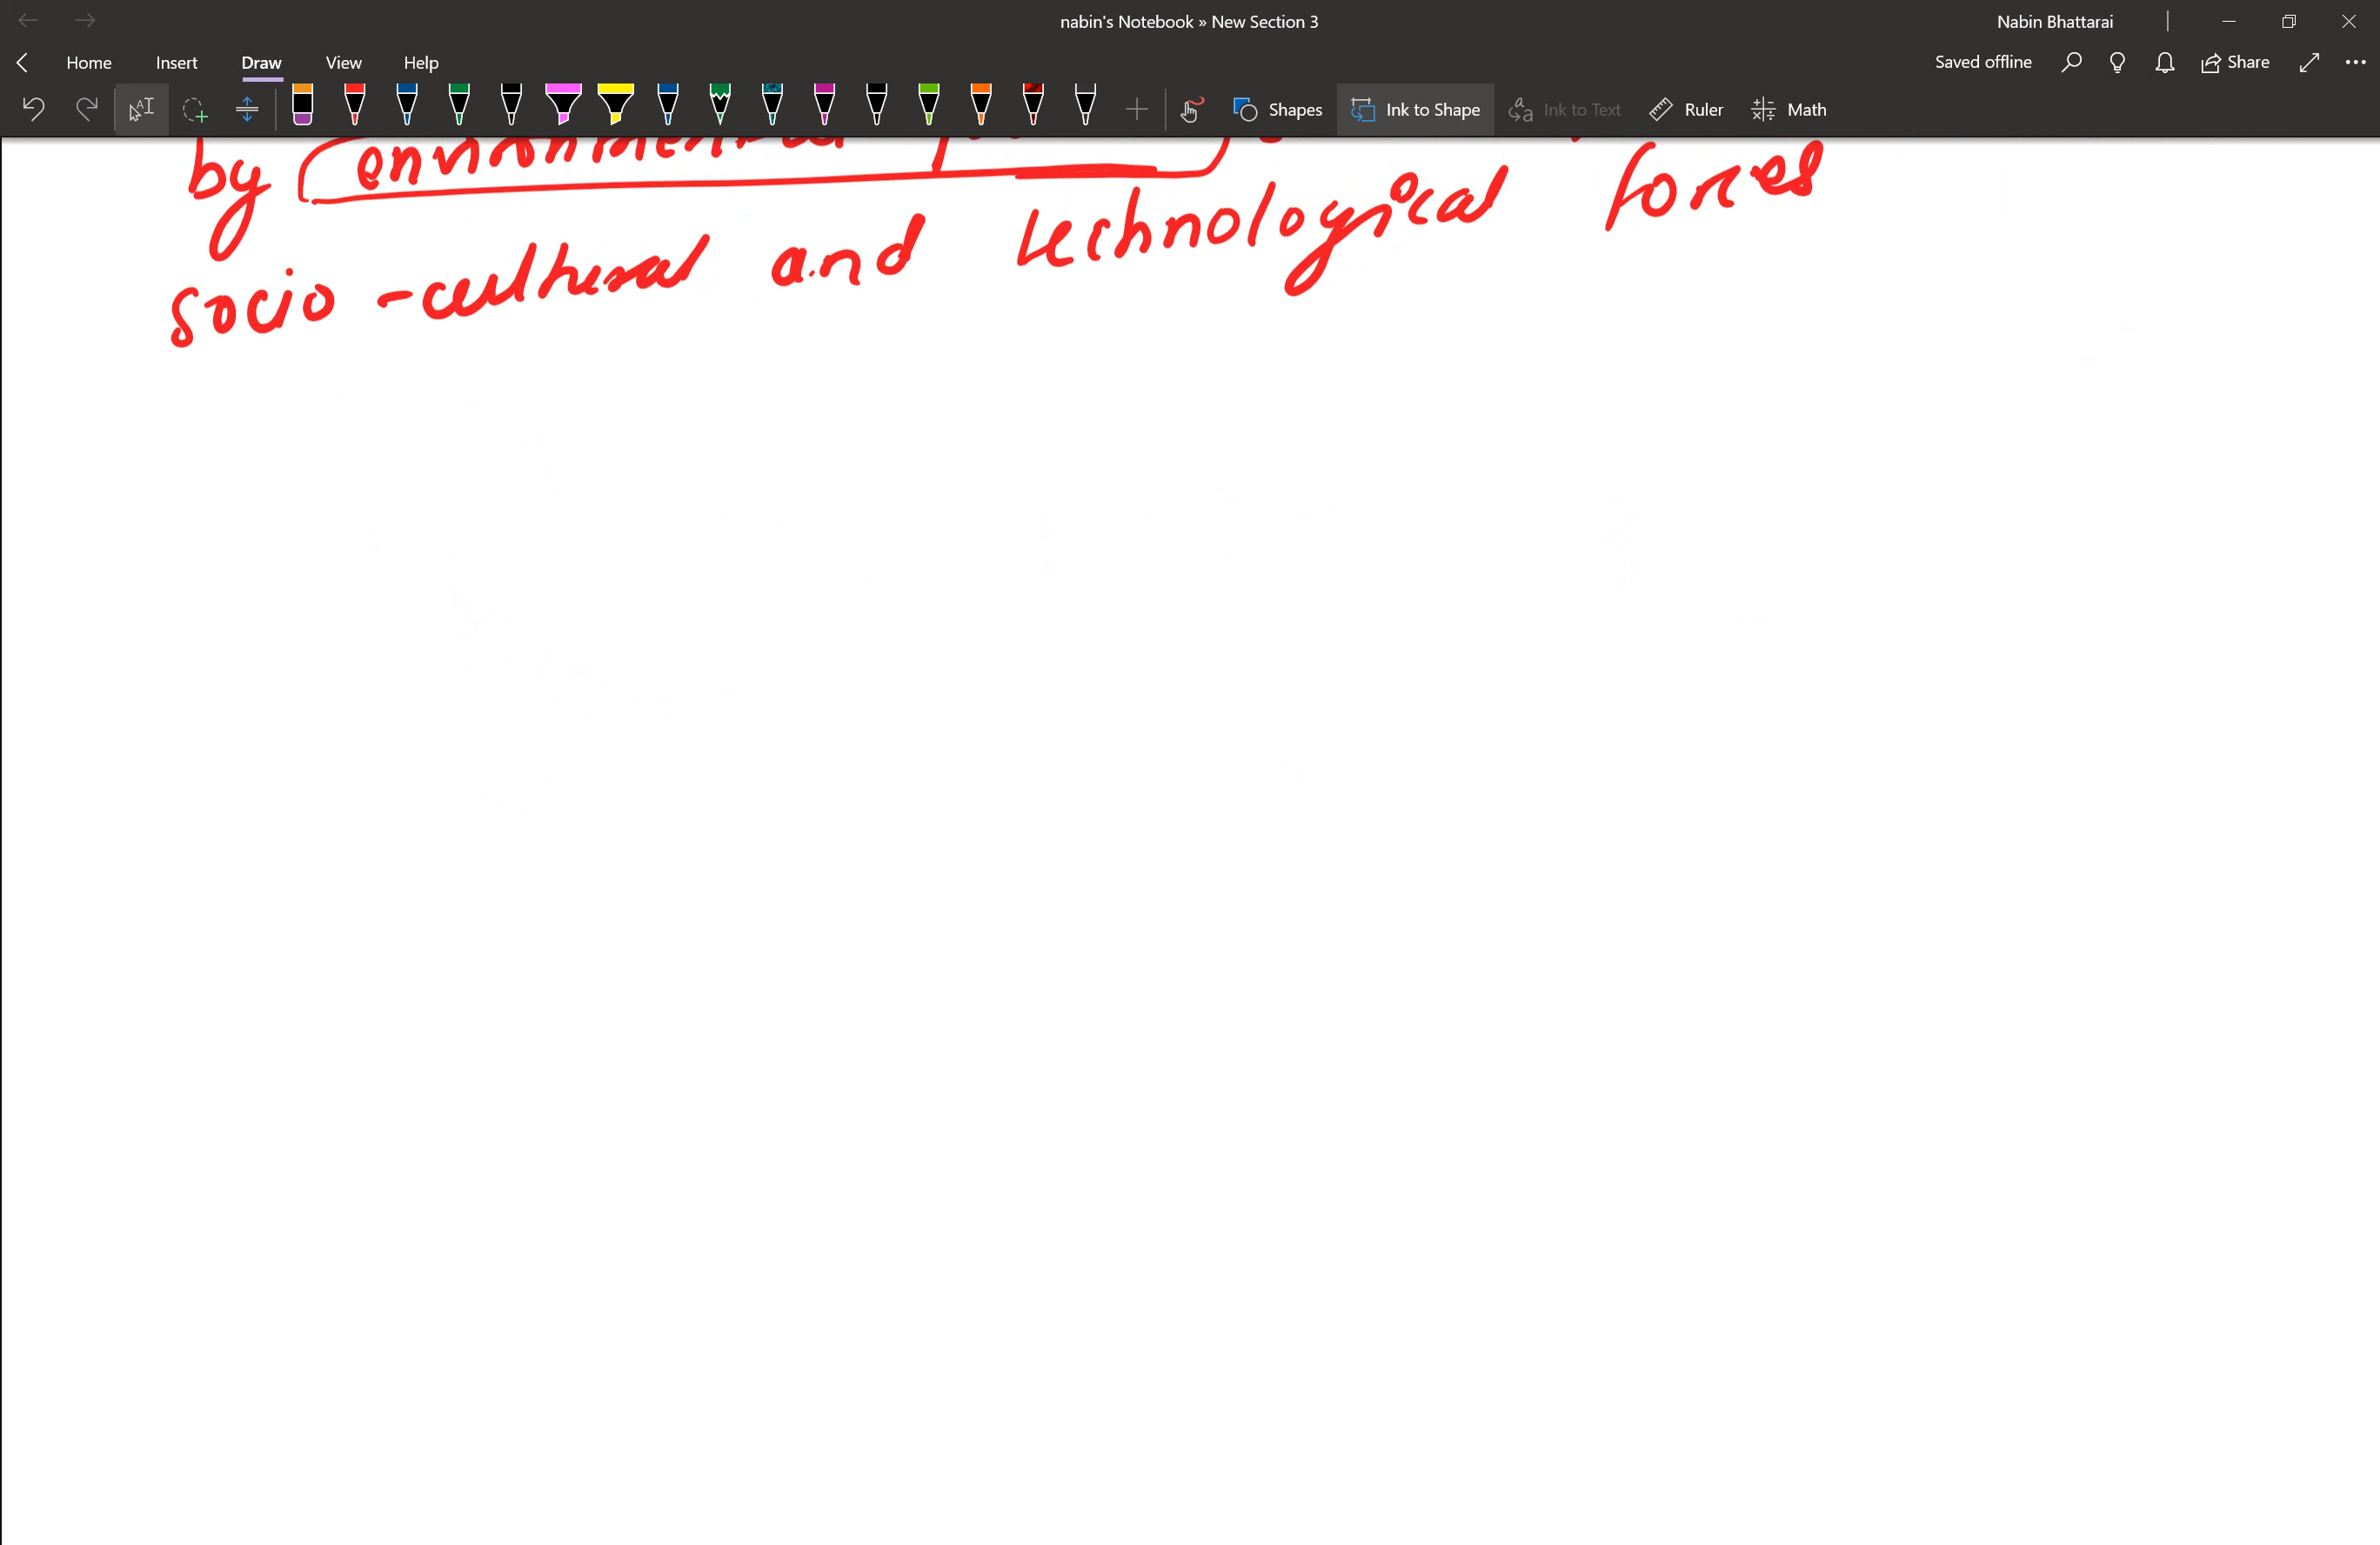 nabin's Notebook » New Section 3
Nabin Bhattarai
Home Insert Draw View Help
Saved offline
Share
Shapes
Ink to Shape
Ink to Text
Ruler
Math
by environmental
socio-cultural and technological forces